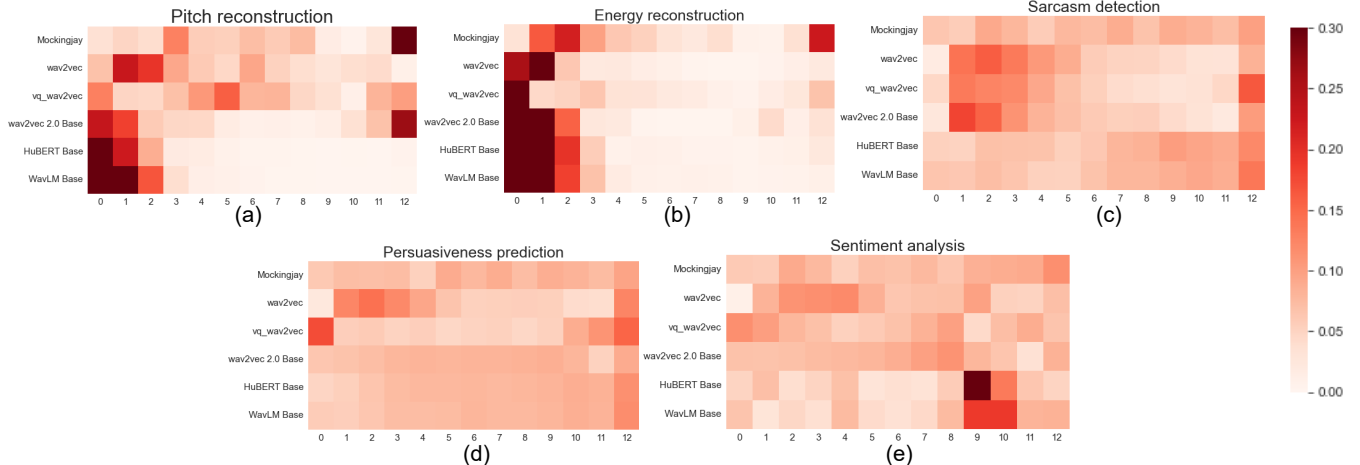 Pitch reconstruction
Mockingjay
wav2vec
vq_wav2vec
wav2vec 2.0 Base
HuBERT Base
WavLM Base
0 1 2 3 4 5 6 7 8 9 10 11 12
(a)
Energy reconstruction
Mockingjay
wav2vec
vq_wav2vec
wav2vec 2.0 Base
HuBERT Base
WavLM Base
0 1 2 3 4 5 6 7 8 9 10 11 12
(b)
Sarcasm detection
Mockingjay
wav2vec
vq_wav2vec
wav2vec 2.0 Base
HuBERT Base
WavLM Base
0 1 2 3 4 5 6 7 8 9 10 11 12
(c)
Persuasiveness prediction
Mockingjay
wav2vec
vq_wav2vec
wav2vec 2.0 Base
HuBERT Base
WavLM Base
0 1 2 3 4 5 6 7 8 9 10 11 12
(d)
Sentiment analysis
Mockingjay
wav2vec
vq_wav2vec
wav2vec 2.0 Base
HuBERT Base
WavLM Base
0 1 2 3 4 5 6 7 8 9 10 11 12
(e)
0.30
0.25
0.20
0.15
0.10
0.05
0.00